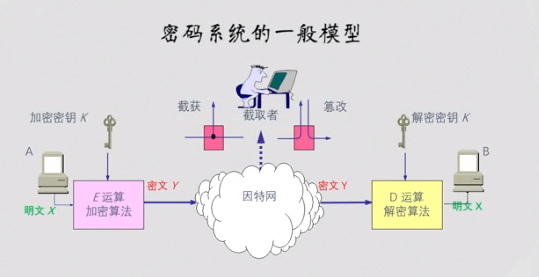 密码系统的一般模型
截获
截取者
篡改
加密密钥 K
解密密钥 K
A
B
E 运算
加密算法
密文 Y
因特网
密文 Y
D 运算
解密算法
明文 X
明文 X